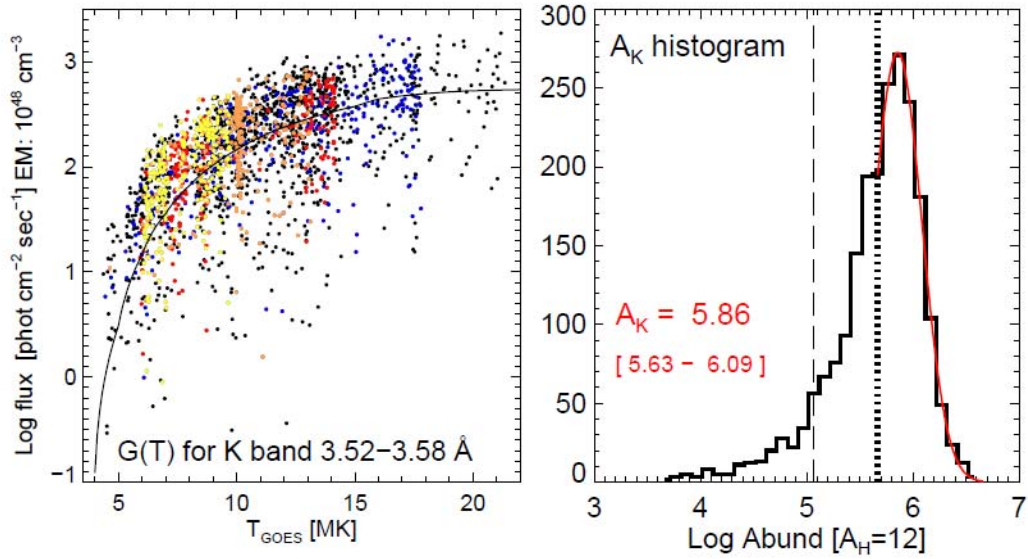 Log flux [phot cm⁻² sec⁻¹] EM: 10⁴⁸ cm⁻³
3
2
1
0
−1
G(T) for K band 3.52−3.58 Å
5 10 15 20
T_GOES [MK]
300
250
200
150
100
50
0
A_K histogram
A_K = 5.86
[ 5.63 − 6.09 ]
3 4 5 6 7
Log Abund [A_H=12]